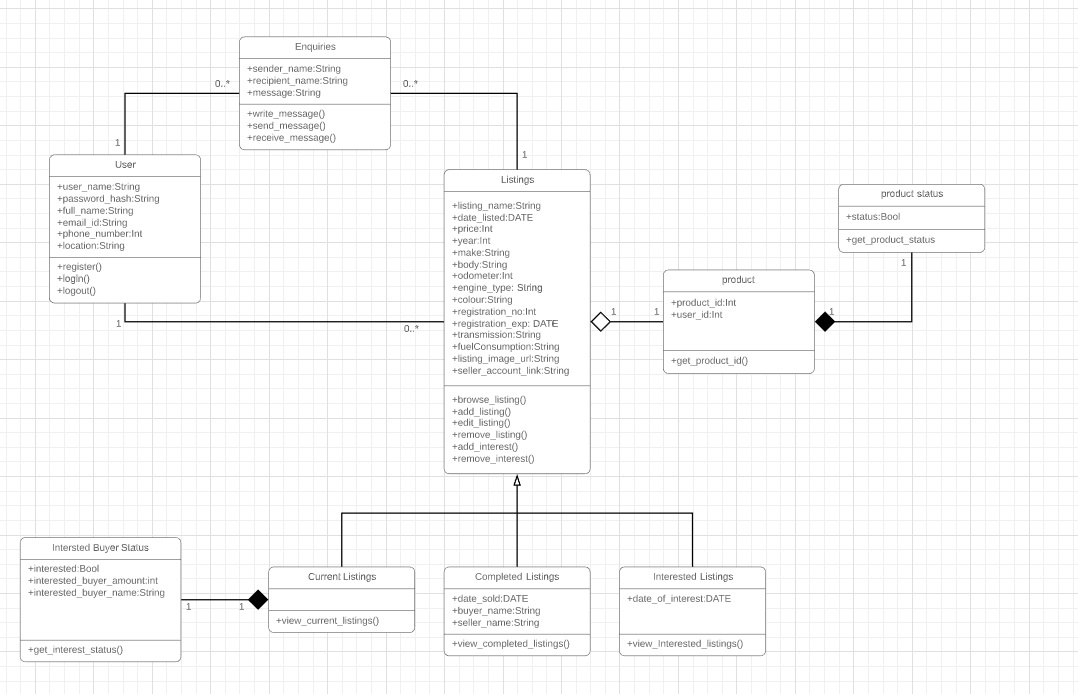 Enquiries
+sender_name:String
+recipient_name:String
+message:String
+write_message()
+send_message()
+receive_message()
0..*
0..*
1
1
User
+user_name:String
+password_hash:String
+full_name:String
+email_id:String
+phone_number:Int
+location:String
+register()
+login()
+logout()
1
0..*
Listings
+listing_name:String
+date_listed:DATE
+price:Int
+year:Int
+make:String
+body:String
+odometer:Int
+engine_type: String
+colour:String
+registration_no:Int
+registration_exp: DATE
+transmission:String
+fuelConsumption:String
+listing_image_url:String
+seller_account_link:String
+browse_listing()
+add_listing()
+edit_listing()
+remove_listing()
+add_interest()
+remove_interest()
1
1
product
+product_id:Int
+user_id:Int
+get_product_id()
1
1
product status
+status:Bool
+get_product_status
Intersted Buyer Status
+interested:Bool
+interested_buyer_amount:int
+interested_buyer_name:String
+get_interest_status()
1
1
Current Listings
+view_current_listings()
Completed Listings
+date_sold:DATE
+buyer_name:String
+seller_name:String
+view_completed_listings()
Interested Listings
+date_of_interest:DATE
+view_Interested_listings()